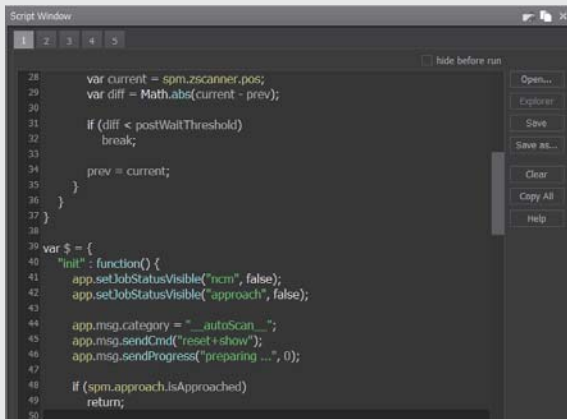 Script Window
1 2 3 4 5
hide before run
28 var current = spm.zscanner.pos;
29 var diff = Math.abs(current - prev);
30
31 if (diff < postWaitThreshold)
32 break;
33
34 prev = current;
35 }
36 }
37 }
38
39 var $ = {
40 "init" : function() {
41 app.setJobStatusVisible("ncm", false);
42 app.setJobStatusVisible("approach", false);
43
44 app.msg.category = "__autoScan__";
45 app.msg.sendCmd("reset+show");
46 app.msg.sendProgress("preparing ...", 0);
47
48 if (spm.approach.isApproached)
49 return;
50
Open...
Explorer
Save
Save as...
Clear
Copy All
Help